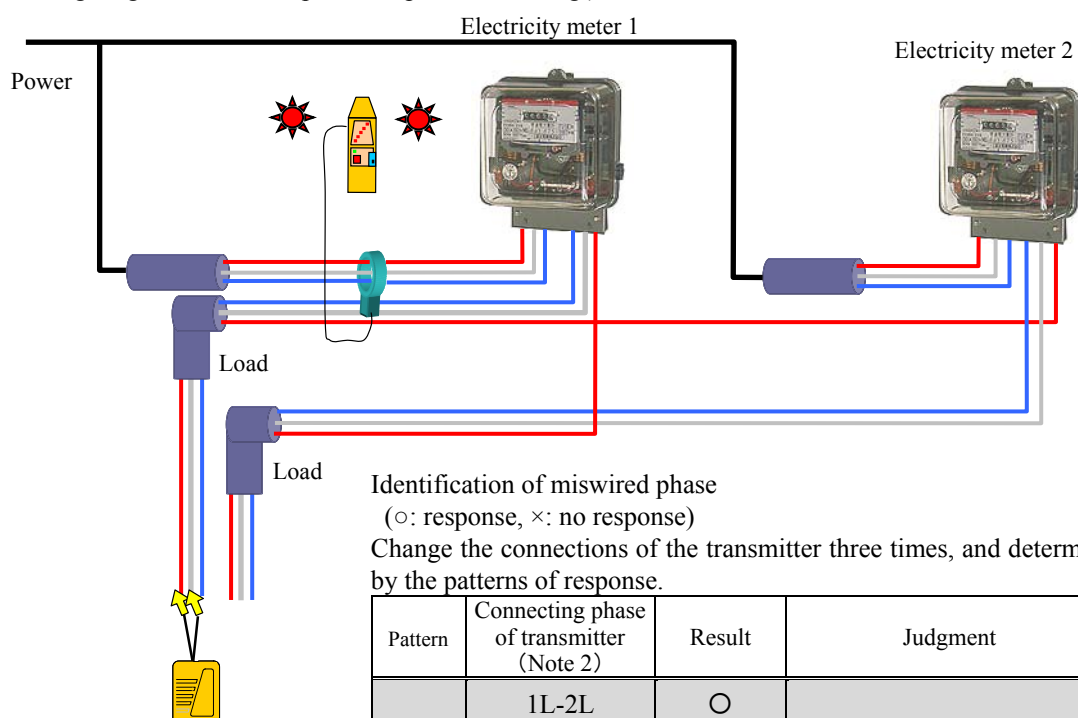 Electricity meter 1
Electricity meter 2
Power
Load
Load
Identification of miswired phase
(○: response, ×: no response)
Change the connections of the transmitter three times, and determ
by the patterns of response.
Pattern
Connecting phase
of transmitter
（Note 2）
Result
Judgment
1L-2L
○